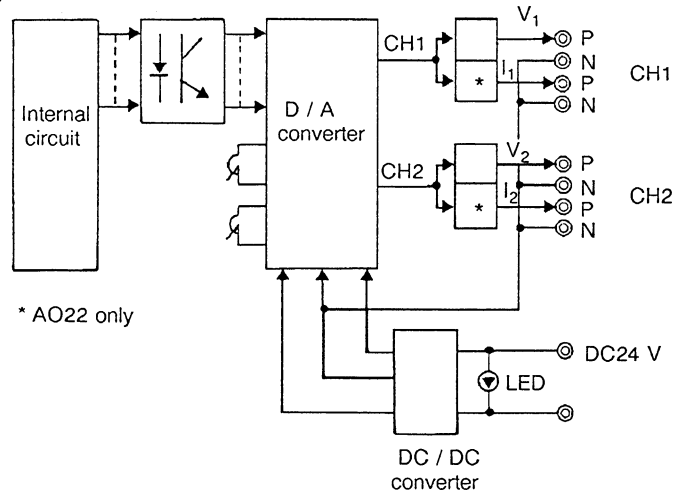 Internal
circuit
D / A
converter
CH1
V1
I1
*
P
N
P
N
CH1
CH2
V2
I2
*
P
N
P
N
CH2
* AO22 only
DC24 V
LED
DC / DC
converter